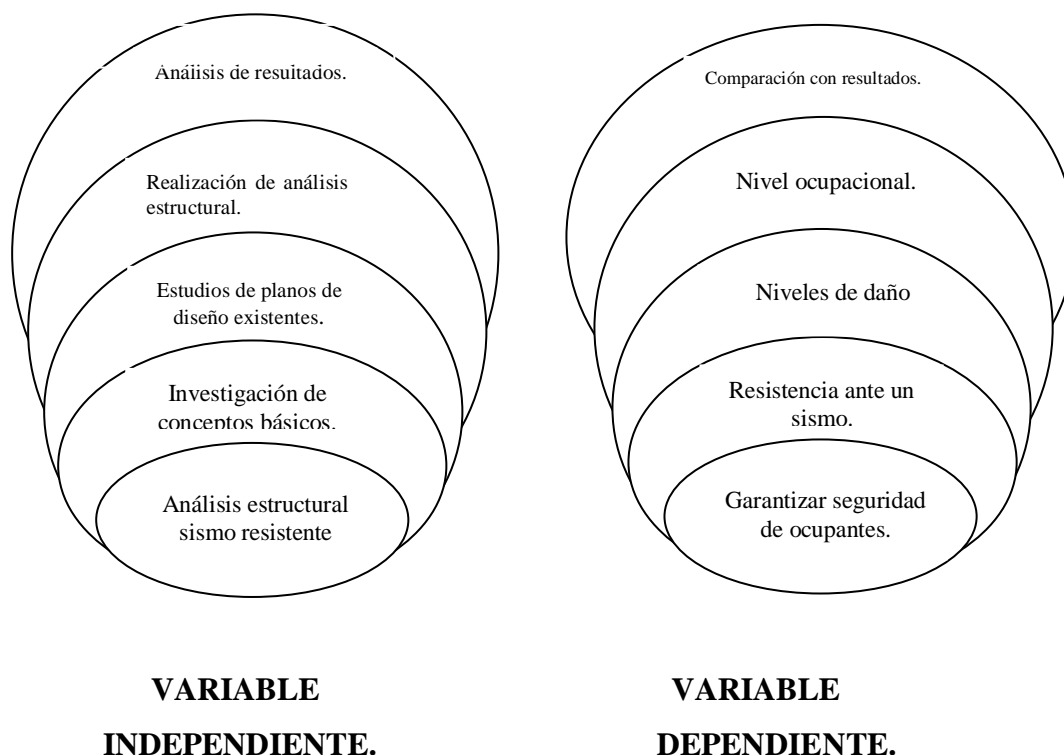 Análisis de resultados.
Realización de análisis
estructural.
Estudios de planos de
diseño existentes.
Investigación de
conceptos básicos.
Análisis estructural
sismo resistente
Comparación con resultados.
Nivel ocupacional.
Niveles de daño
Resistencia ante un
sismo.
Garantizar seguridad
de ocupantes.
VARIABLE
INDEPENDIENTE.
VARIABLE
DEPENDIENTE.